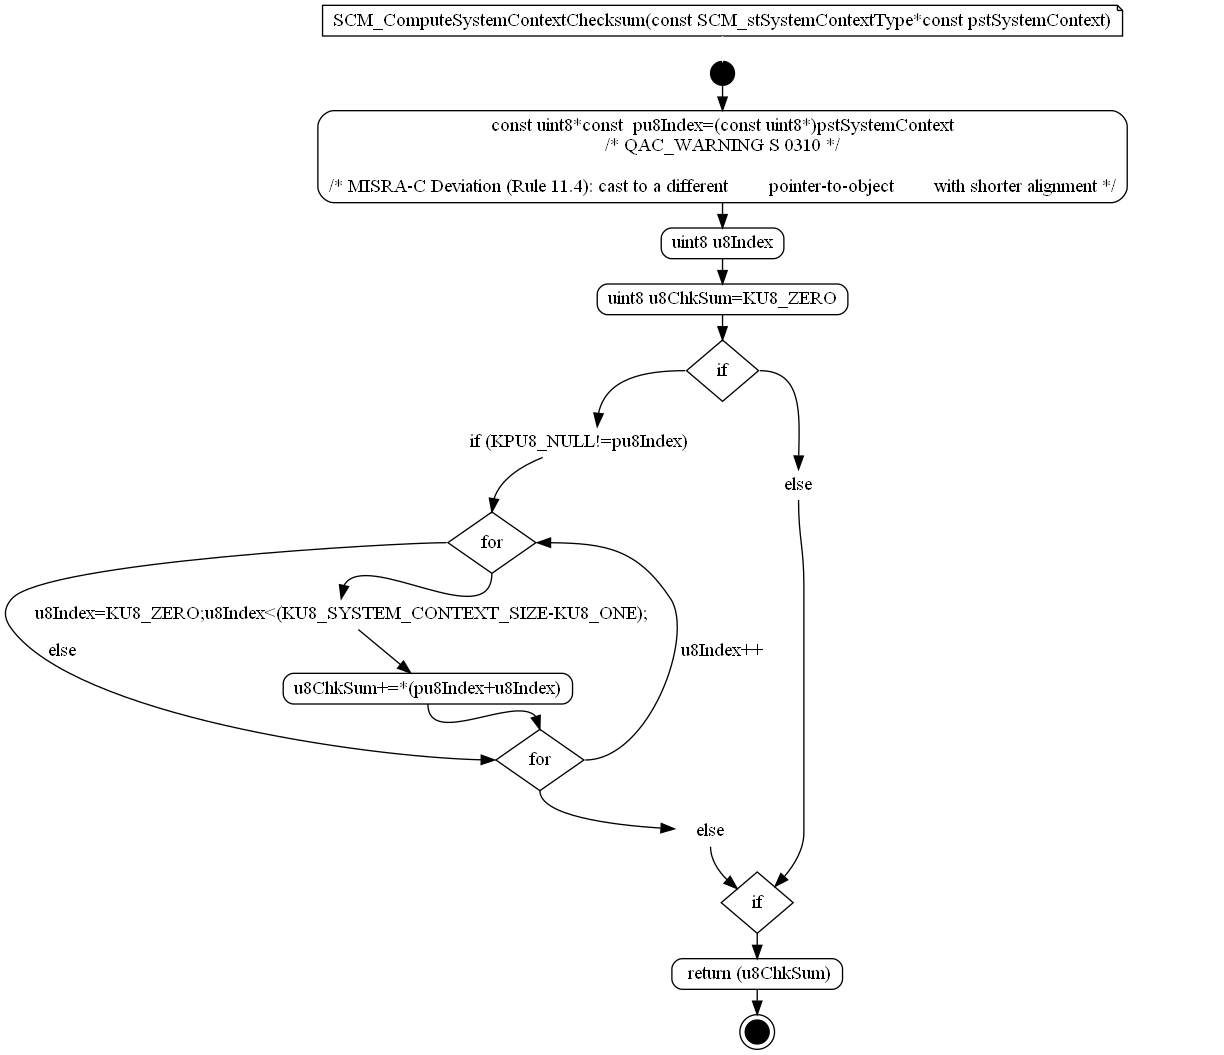 SCM_ComputeSystemContextChecksum(const SCM_stSystemContextType*const pstSystemContext)
const uint8*const  pu8Index=(const uint8*)pstSystemContext
/* QAC_WARNING S 0310 */
/* MISRA-C Deviation (Rule 11.4): cast to a different         pointer-to-object         with shorter alignment */
uint8 u8Index
uint8 u8ChkSum=KU8_ZERO
if
if (KPU8_NULL!=pu8Index)
else
for
u8Index=KU8_ZERO;u8Index<(KU8_SYSTEM_CONTEXT_SIZE-KU8_ONE);
else
u8Index++
u8ChkSum+=*(pu8Index+u8Index)
for
else
if
return (u8ChkSum)